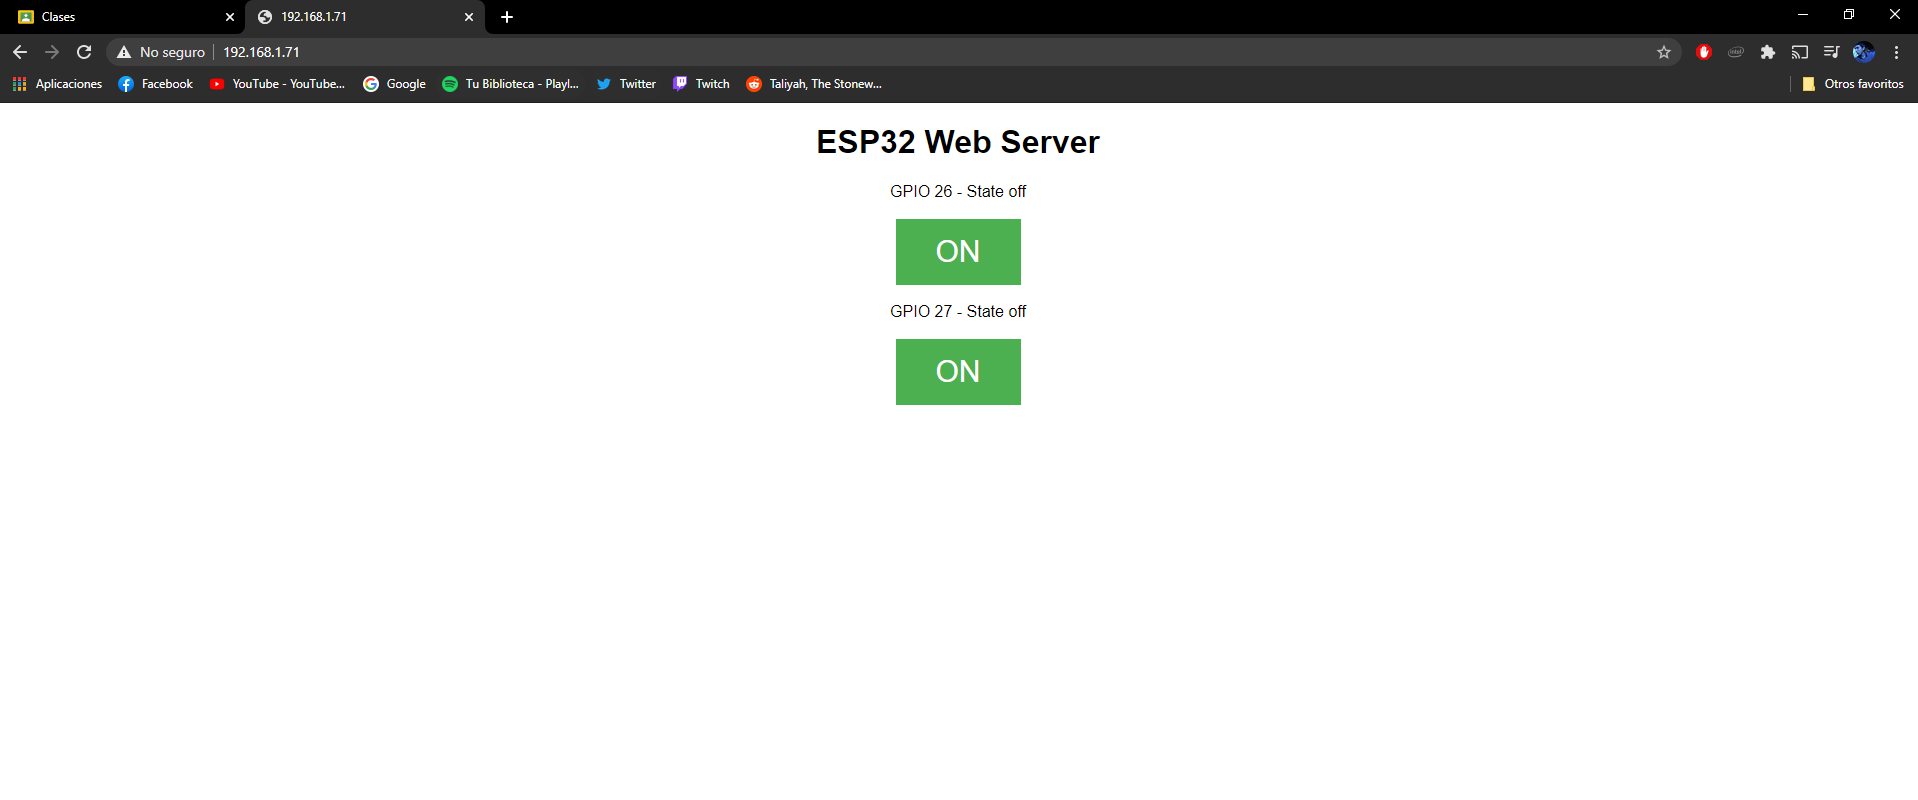 Clases
192.168.1.71
No seguro
192.168.1.71
Aplicaciones
Facebook
YouTube - YouTube...
Google
Tu Biblioteca - Playl...
Twitter
Twitch
Taliyah, The Stonew...
Otros favoritos
ESP32 Web Server
GPIO 26 - State off
ON
GPIO 27 - State off
ON